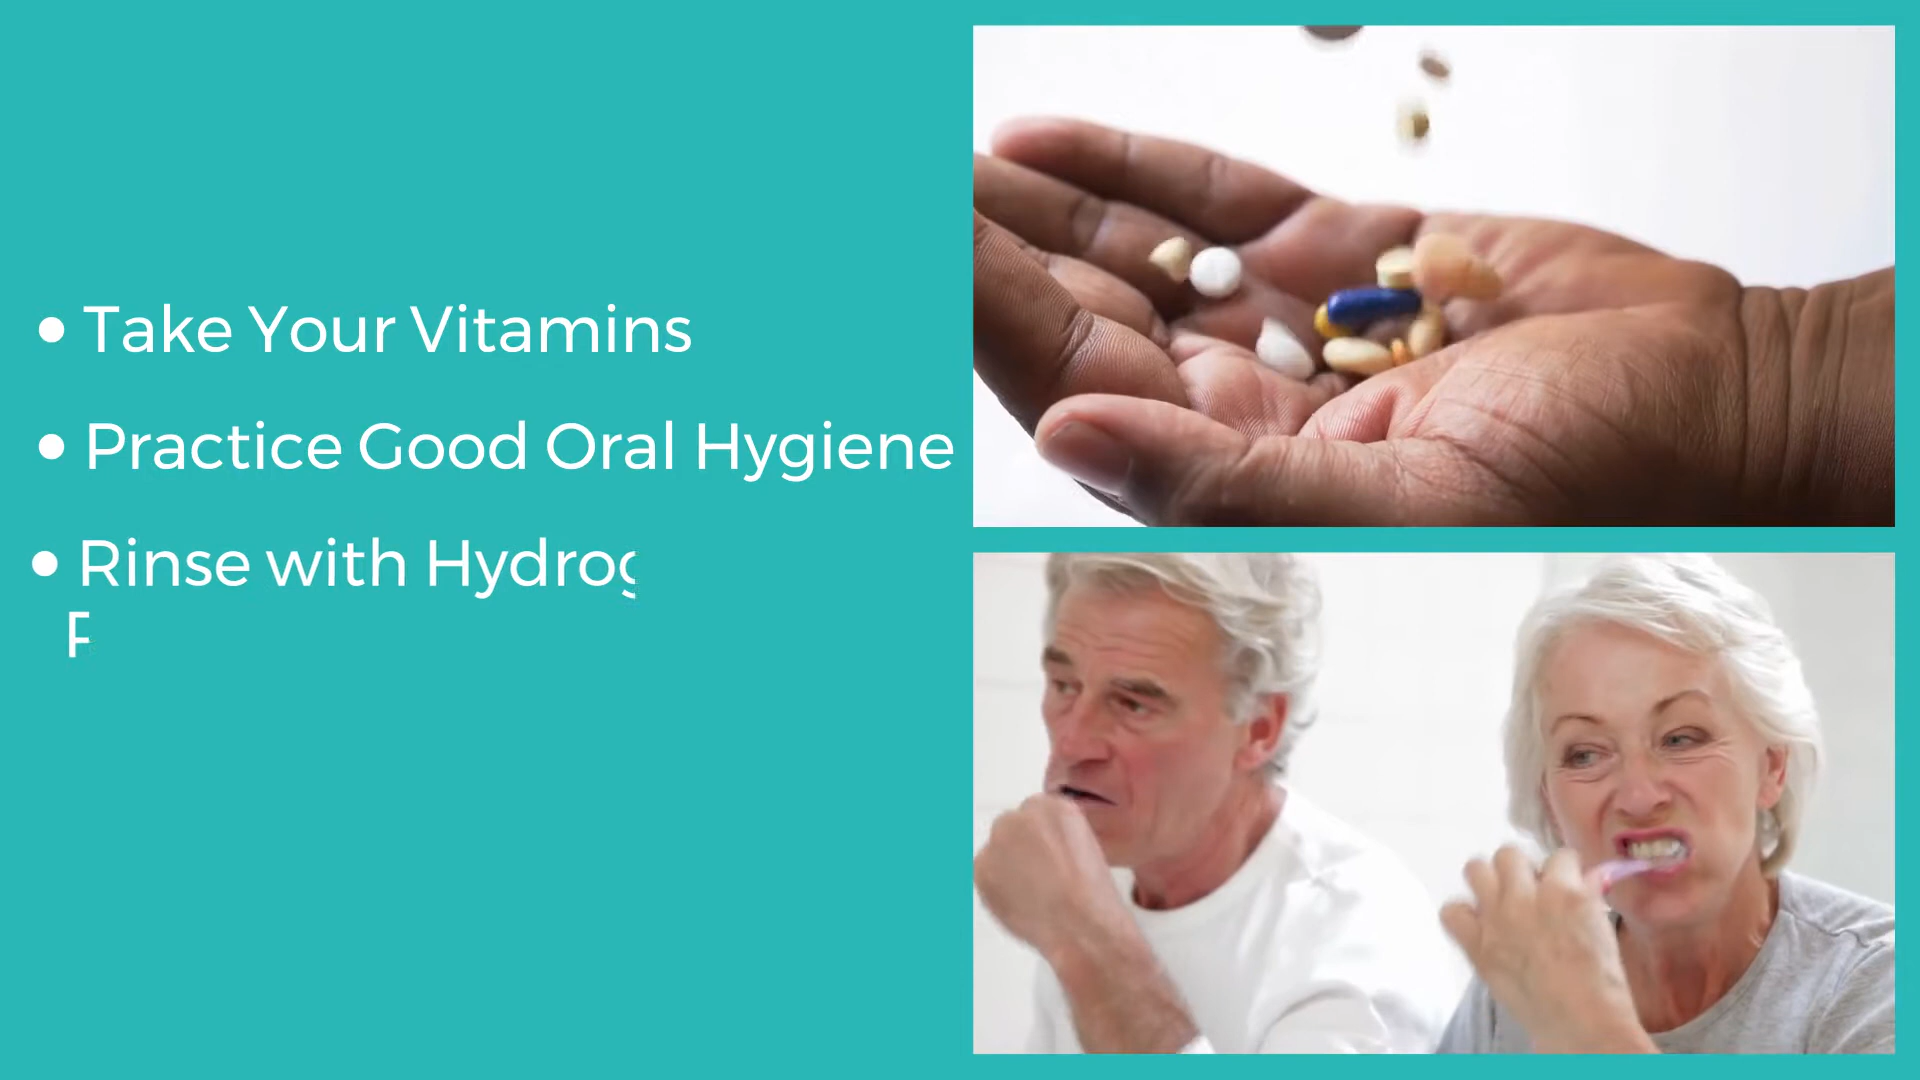 • Take Your Vitamins
• Practice Good Oral Hygiene
• Rinse with